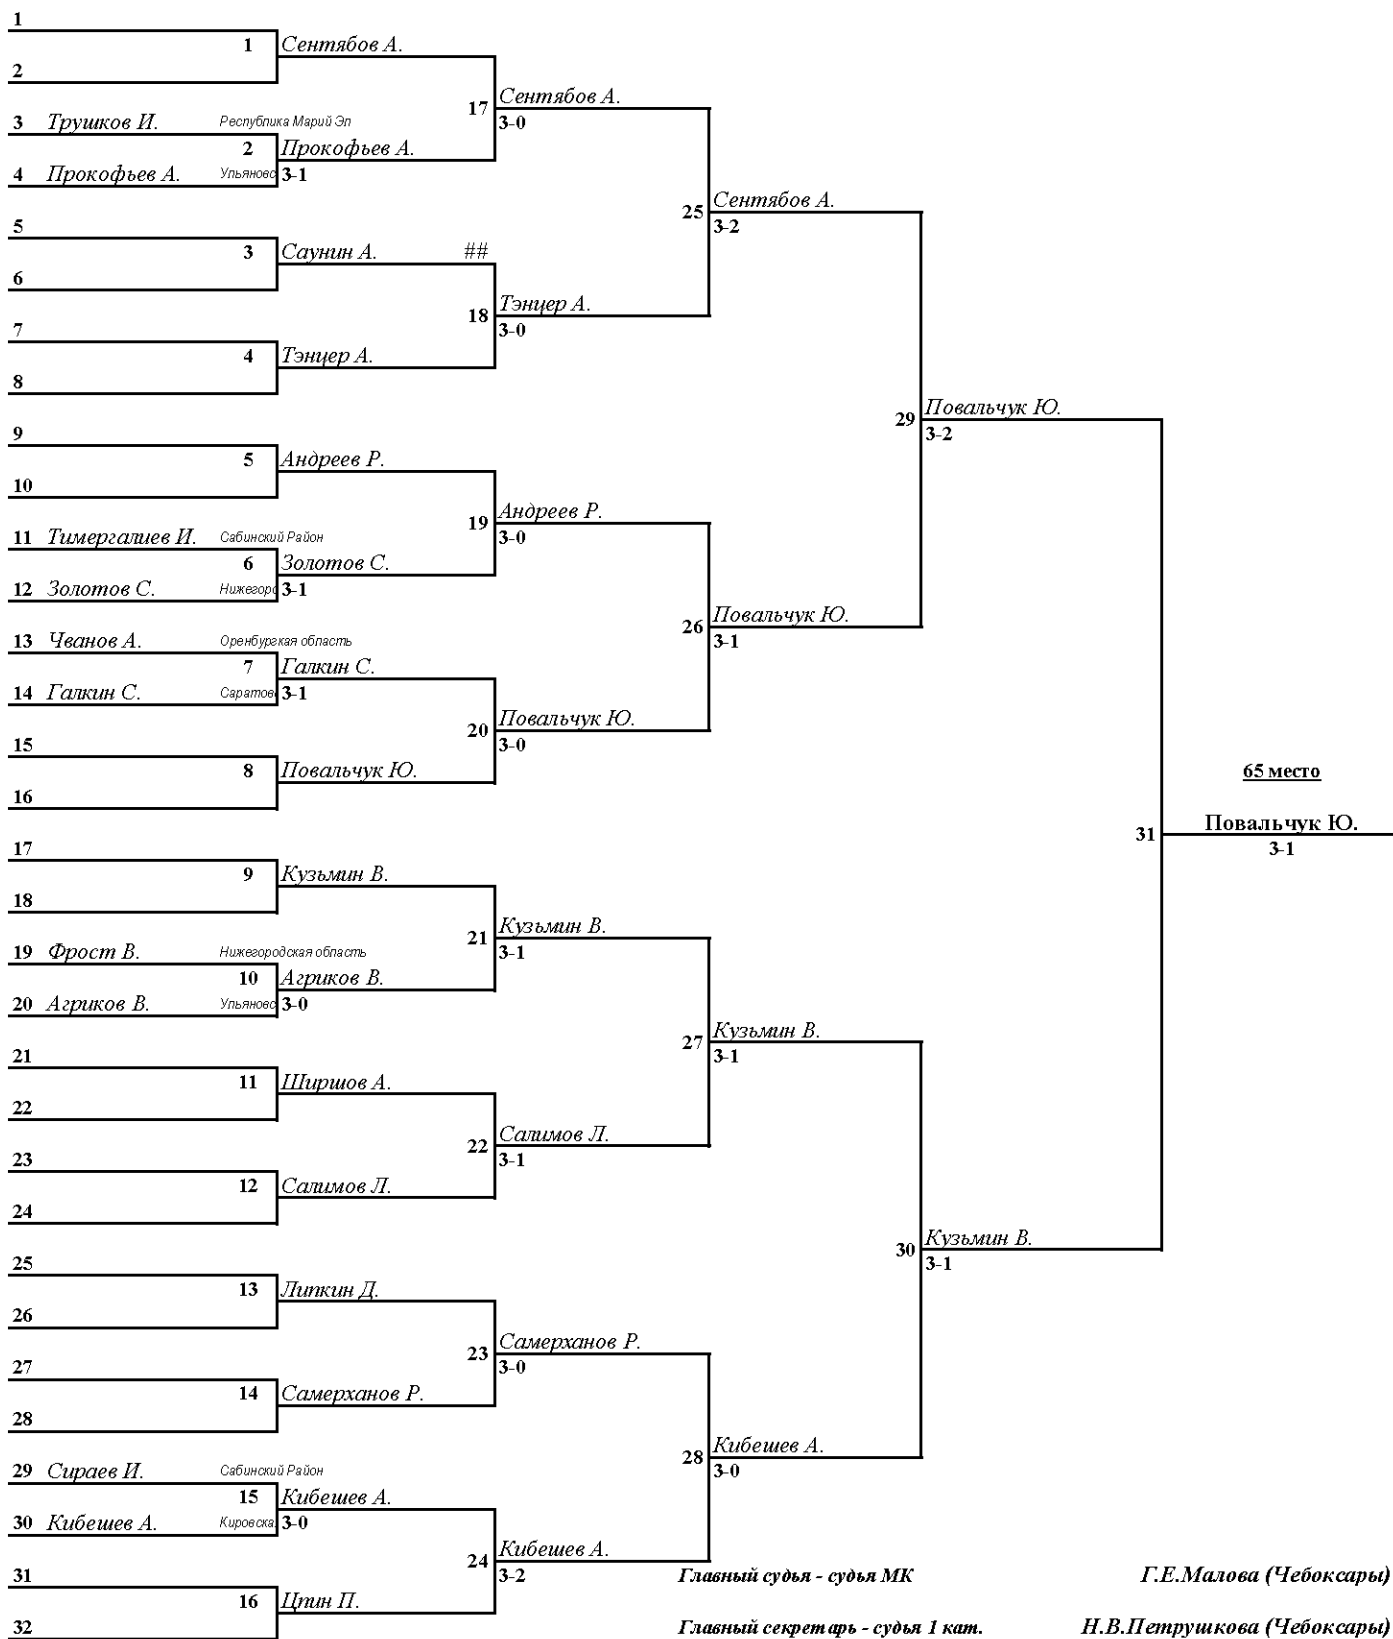 1
1 Сентябов А.
2
17 Сентябов А.
3-0
3 Трушков И. Республика Марий Эл
2 Прокофьев А.
4 Прокофьев А. Ульяновс 3-1
25 Сентябов А.
3-2
5
3 Саунин А. ##
6
18 Тэнцер А.
3-0
7
4 Тэнцер А.
8
29 Повальчук Ю.
3-2
9
5 Андреев Р.
10
19 Андреев Р.
3-0
11 Тимергалиев И. Сабинский Район
6 Золотов С.
12 Золотов С. Нижегоро 3-1
26 Повальчук Ю.
3-1
13 Чванов А. Оренбургкая область
7 Галкин С.
14 Галкин С. Саратовс 3-1
20 Повальчук Ю.
3-0
15
8 Повальчук Ю.
16
65 место
31 Повальчук Ю.
3-1
17
9 Кузьмин В.
18
21 Кузьмин В.
3-1
19 Фрост В. Нижегородская область
10 Агриков В.
20 Агриков В. Ульяновс 3-0
27 Кузьмин В.
3-1
21
11 Ширшов А.
22
22 Салимов Л.
3-1
23
12 Салимов Л.
24
30 Кузьмин В.
3-1
25
13 Липкин Д.
26
23 Самерханов Р.
3-0
27
14 Самерханов Р.
28
28 Кибешев А.
3-0
29 Сираев И. Сабинский Район
15 Кибешев А.
30 Кибешев А. Кировска 3-0
24 Кибешев А.
3-2
31
16 Цпин П.
32
Главный судья - судья МК Г.Е.Малова (Чебоксары)
Главный секретарь - судья 1 кат. Н.В.Петрушкова (Чебоксары)